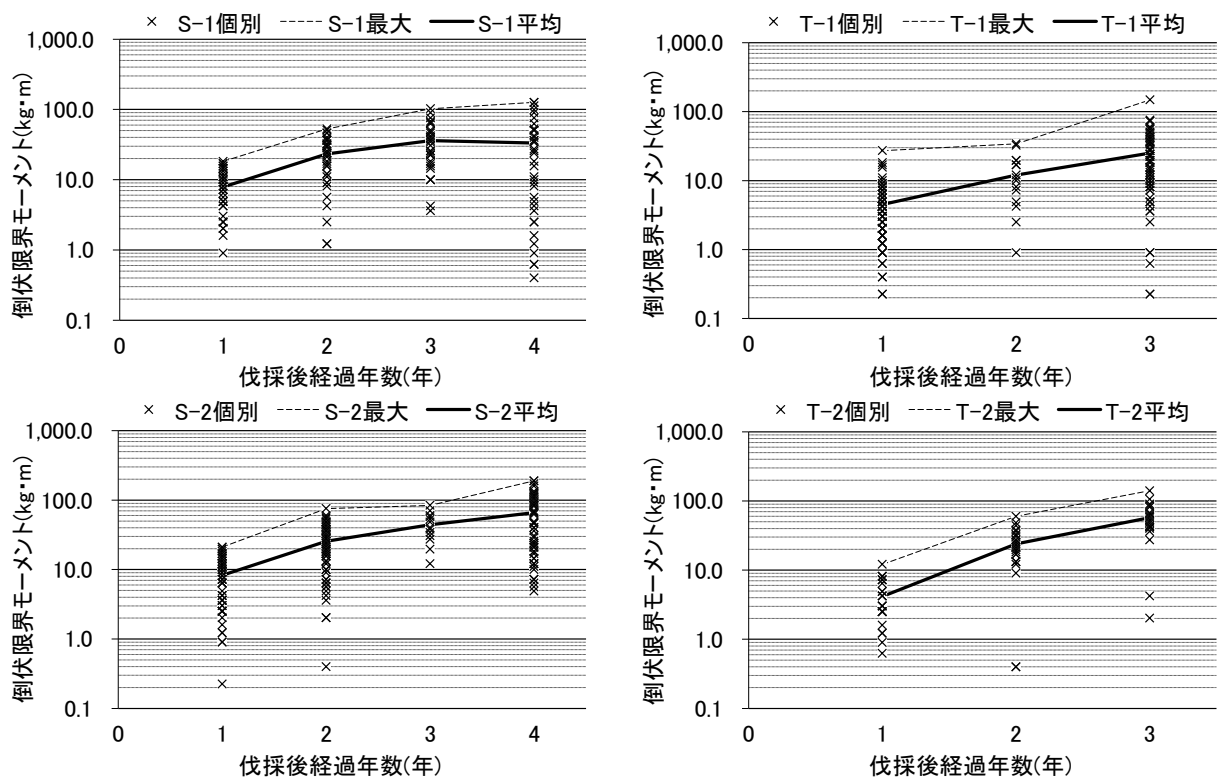 × S-1個別 S-1最大 S-1平均
倒伏限界モーメント(kg･m)
1,000.0
100.0
10.0
1.0
0.1
0 1 2 3 4
伐採後経過年数(年)
× T-1個別 T-1最大 T-1平均
倒伏限界モーメント(kg･m)
1,000.0
100.0
10.0
1.0
0.1
0 1 2 3
伐採後経過年数(年)
× S-2個別 S-2最大 S-2平均
倒伏限界モーメント(kg･m)
1,000.0
100.0
10.0
1.0
0.1
0 1 2 3 4
伐採後経過年数(年)
× T-2個別 T-2最大 T-2平均
倒伏限界モーメント(kg･m)
1,000.0
100.0
10.0
1.0
0.1
0 1 2 3
伐採後経過年数(年)